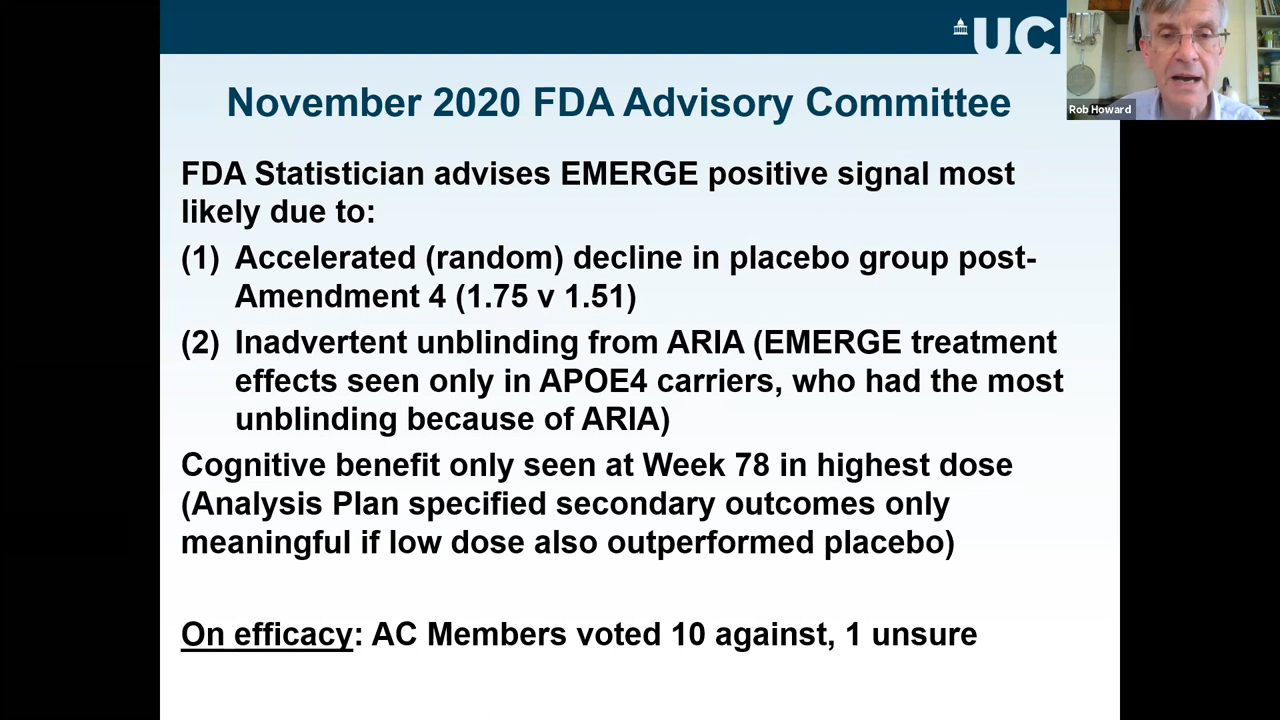 UCL
Rob Howard
November 2020 FDA Advisory Committee
FDA Statistician advises EMERGE positive signal most
likely due to:
(1) Accelerated (random) decline in placebo group post-
Amendment 4 (1.75 v 1.51)
(2) Inadvertent unblinding from ARIA (EMERGE treatment
effects seen only in APOE4 carriers, who had the most
unblinding because of ARIA)
Cognitive benefit only seen at Week 78 in highest dose
(Analysis Plan specified secondary outcomes only
meaningful if low dose also outperformed placebo)
On efficacy: AC Members voted 10 against, 1 unsure